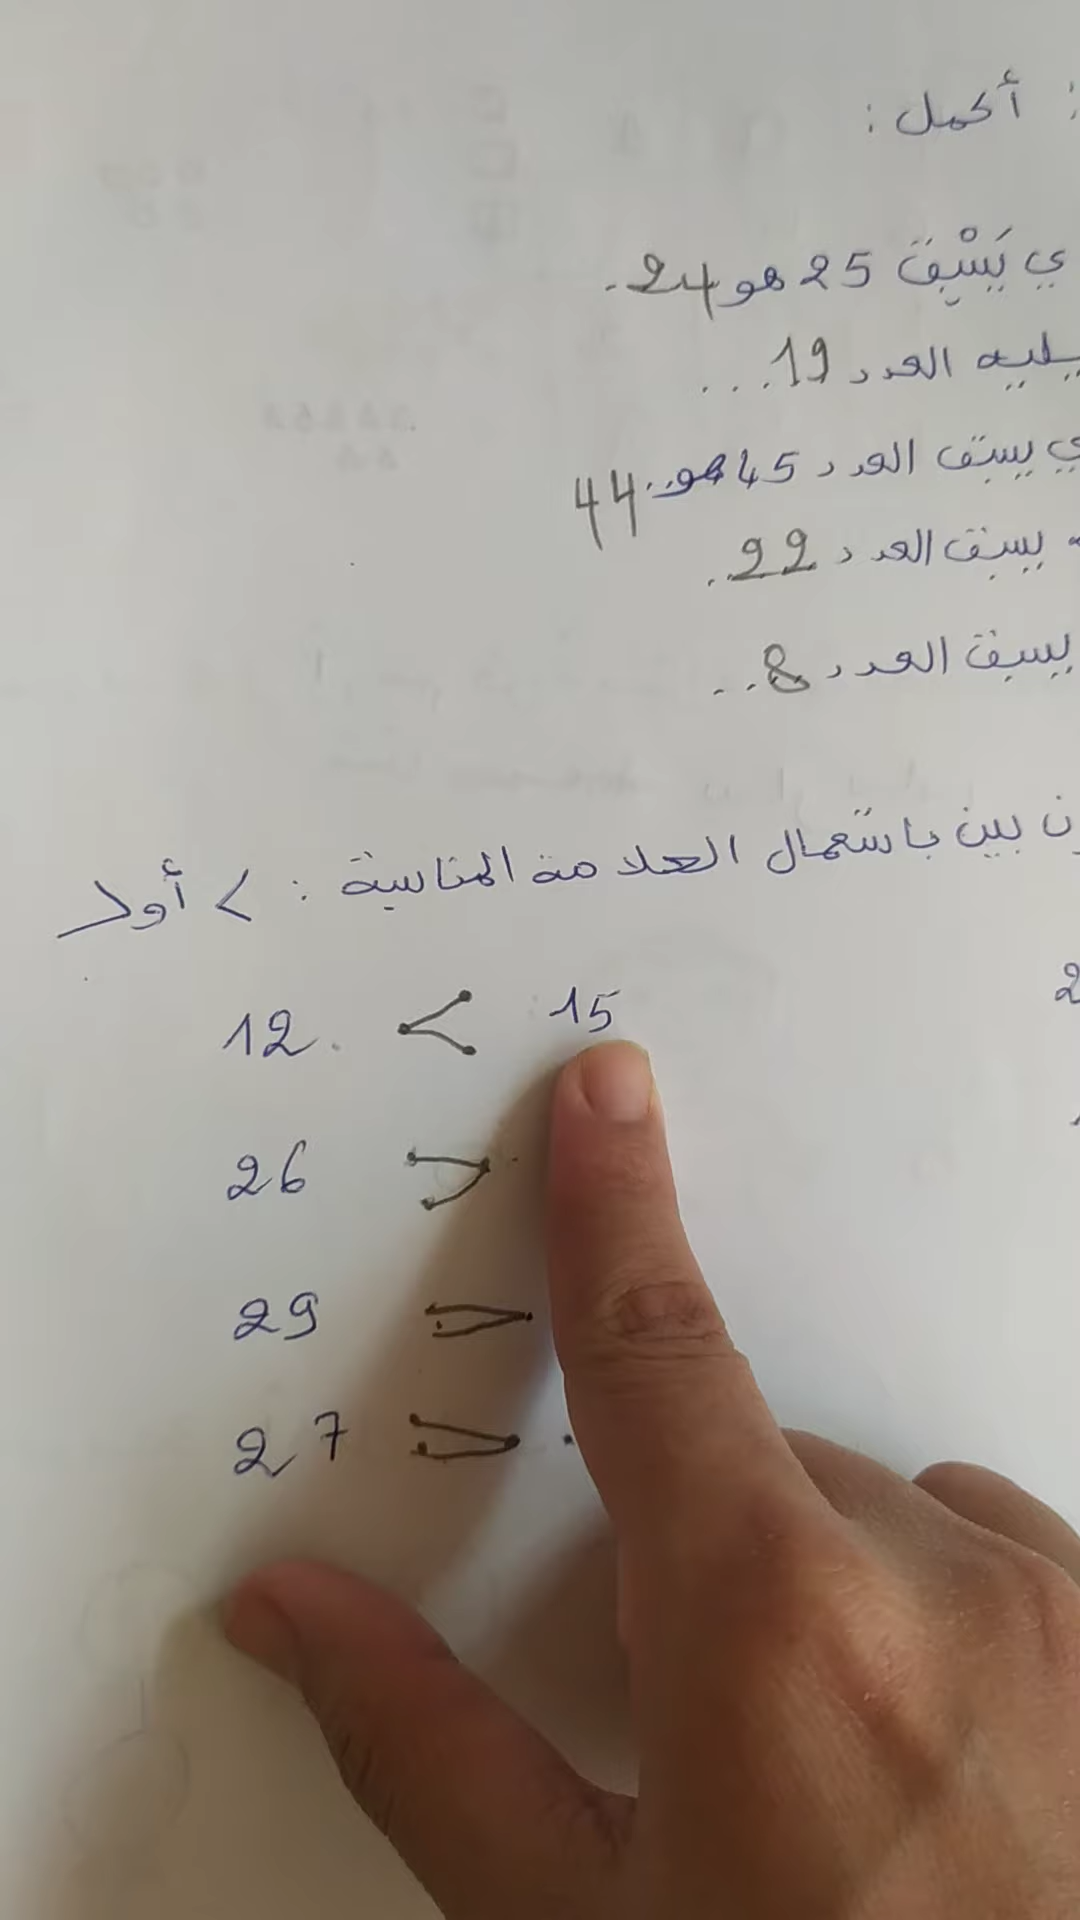 : أكمل :
ي يَسْبِق 25 هو 24.
يليه العدد 19...
ي يسبق العدد 45 هو..44
يسبق العدد 22..
يسبق العدد 8..
ن بين باستعمال العلامة المناسبة : > أو <
12. < 15
26 >
29 >
27 > .